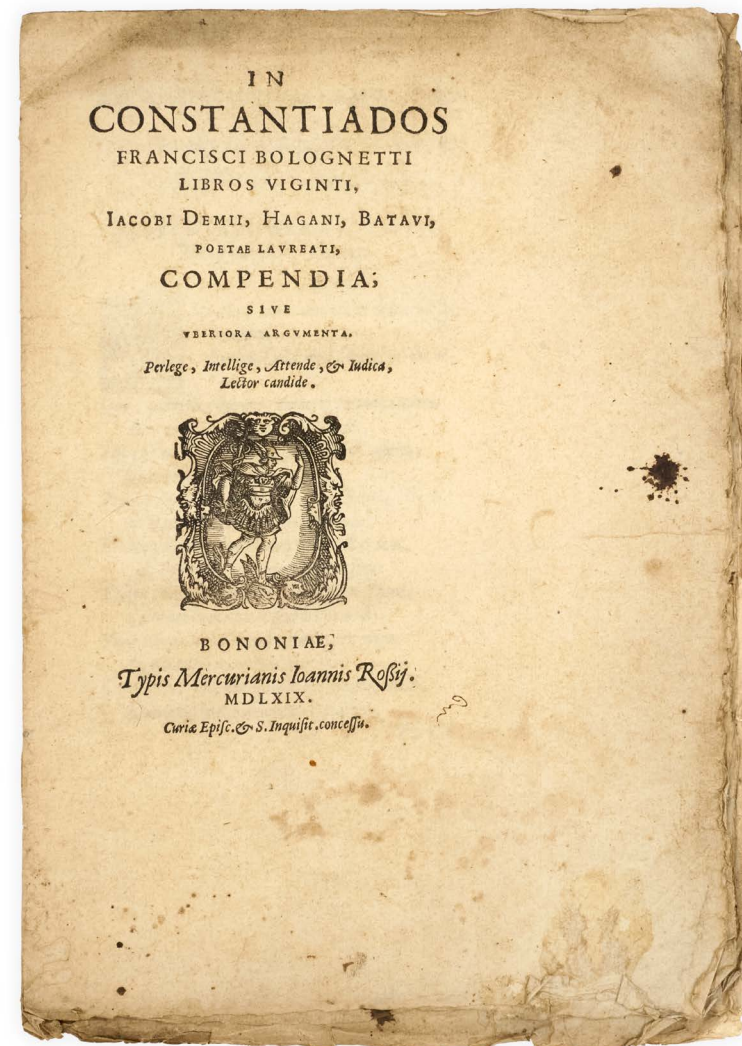 IN
CONSTANTIADOS
FRANCISCI BOLOGNETTI
LIBROS VIGINTI,
IACOBI DEMII, HAGANI, BATAVI,
POETAE LAVREATI,
COMPENDIA;
SIVE
VBERIORA ARGVMENTA.
Perlege, Intellige, Attende, & Iudica,
Lector candide.
BONONIAE,
Typis Mercurianis Ioannis Roßij.
MDLXIX.
Curiæ Epiſc. & S. Inquiſit. conceſſu.